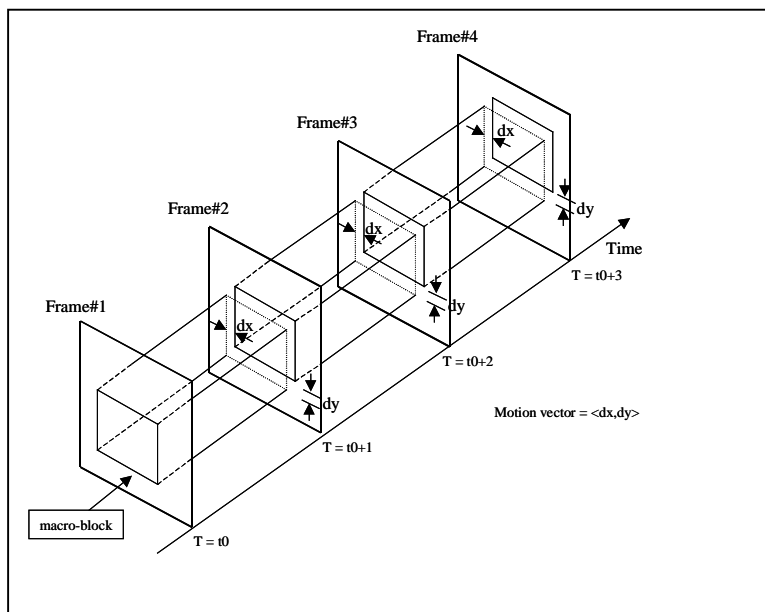 Frame#4
Frame#3
dx
dy
Frame#2
dx
Time
T = t0+3
Frame#1
dx
dy
T = t0+2
dy
Motion vector = <dx,dy>
T = t0+1
macro-block
T = t0